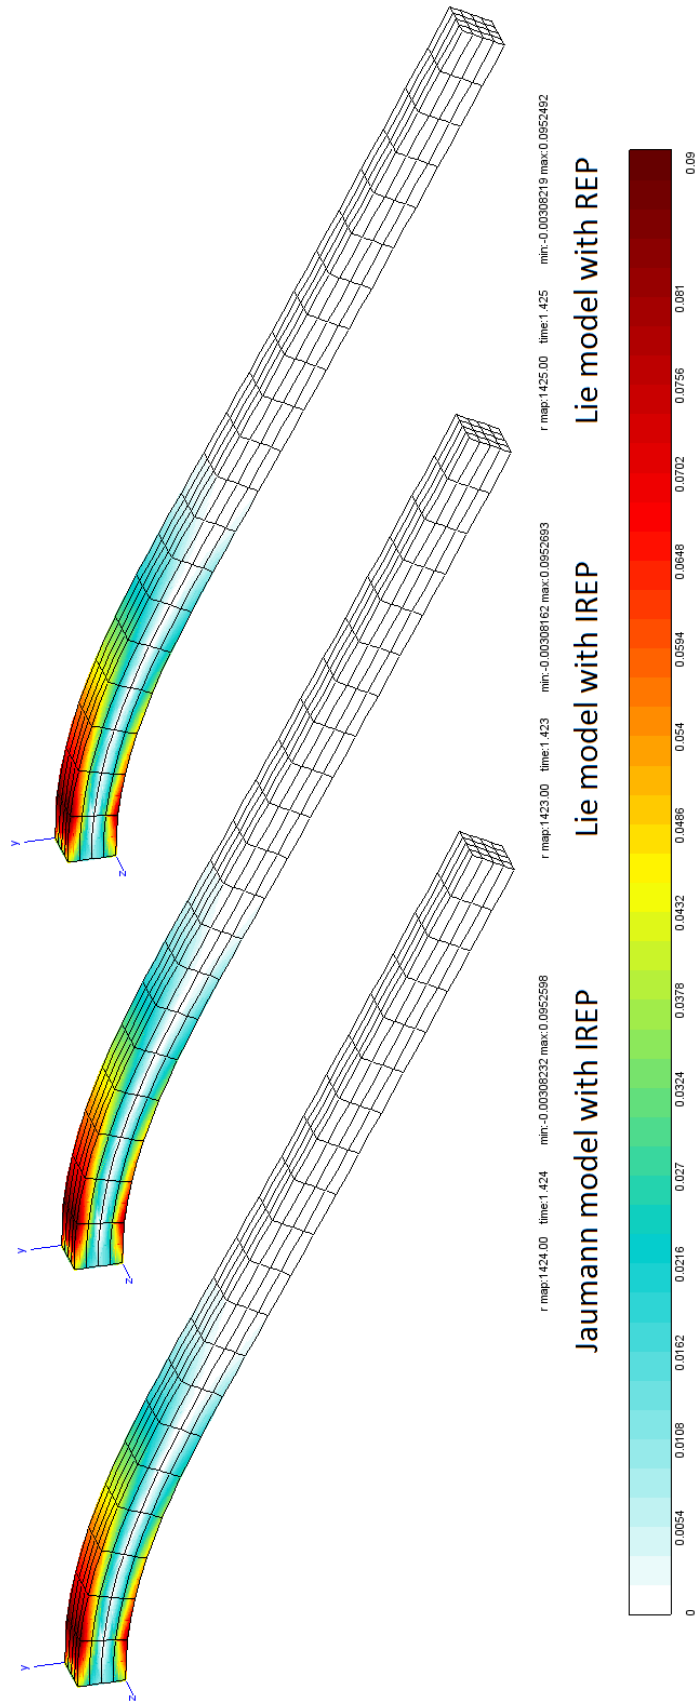 y
z
r map:1424.00 time:1.424 min:-0.00308232 max:0.0952598
Jaumann model with IREP
y
z
r map:1423.00 time:1.423 min:-0.00308162 max:0.0952693
Lie model with IREP
y
z
r map:1425.00 time:1.425 min:-0.00308219 max:0.0952492
Lie model with REP
0 0.0054 0.0108 0.0162 0.0216 0.027 0.0324 0.0378 0.0432 0.0486 0.054 0.0594 0.0648 0.0702 0.0756 0.081 0.09